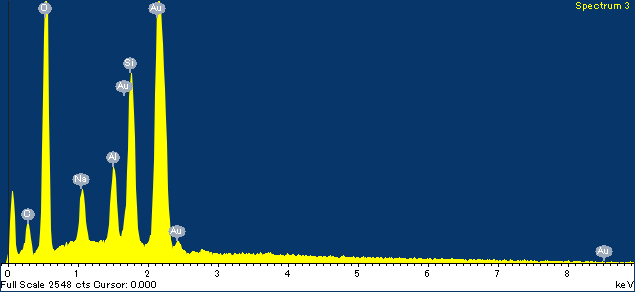 Spectrum 3
O
Au
Si
Au
Al
Na
C
Au
Au
0 1 2 3 4 5 6 7 8
Full Scale 2548 cts Cursor: 0.000 keV